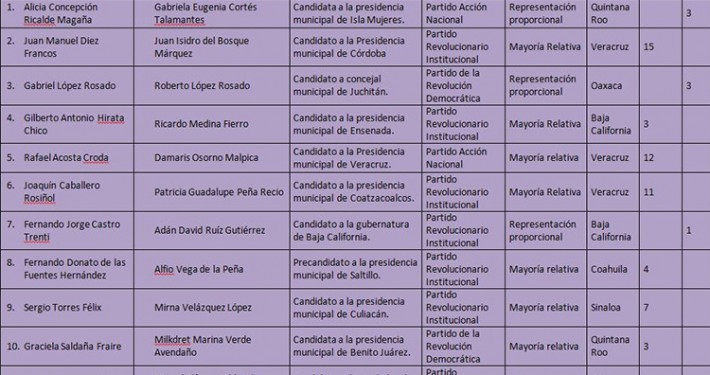 1. Alicia Concepción Ricalde Magaña | Gabriela Eugenia Cortés Talamantes | Candidata a la presidencia municipal de Isla Mujeres. | Partido Acción Nacional | Representación proporcional | Quintana Roo | | 3
2. Juan Manuel Diez Francos | Juan Isidro del Bosque Márquez | Candidato a la Presidencia municipal de Córdoba | Partido Revolucionario Institucional | Mayoría Relativa | Veracruz | 15
3. Gabriel López Rosado | Roberto López Rosado | Candidato a concejal municipal de Juchitán. | Partido de la Revolución Democrática | Representación proporcional | Oaxaca | | 3
4. Gilberto Antonio Hirata Chico | Ricardo Medina Fierro | Candidato a la presidencia municipal de Ensenada. | Partido Revolucionario Institucional | Mayoría Relativa | Baja California | 3
5. Rafael Acosta Croda | Damaris Osorno Malpica | Candidato a la Presidencia municipal de Veracruz. | Partido Acción Nacional | Mayoría relativa | Veracruz | 12
6. Joaquín Caballero Rosiñol | Patricia Guadalupe Peña Recio | Candidato a la presidencia municipal de Coatzacoalcos. | Partido Revolucionario Institucional | Mayoría Relativa | Veracruz | 11
7. Fernando Jorge Castro Trenti | Adán David Ruíz Gutiérrez | Candidato a la gubernatura de Baja California. | Partido Revolucionario Institucional | Representación proporcional | Baja California | | 1
8. Fernando Donato de las Fuentes Hernández | Alfio Vega de la Peña | Precandidato a la presidencia municipal de Saltillo. | Partido Revolucionario Institucional | Mayoría relativa | Coahuila | 4
9. Sergio Torres Félix | Mirna Velázquez López | Candidato a la presidencia municipal de Culiacán. | Partido Revolucionario Institucional | Mayoría relativa | Sinaloa | 7
10. Graciela Saldaña Fraire | Milkdret Marina Verde Avendaño | Candidata a la presidencia municipal de Benito Juárez. | Partido de la Revolución Democrática | Mayoría relativa | Quintana Roo | 3
Partido